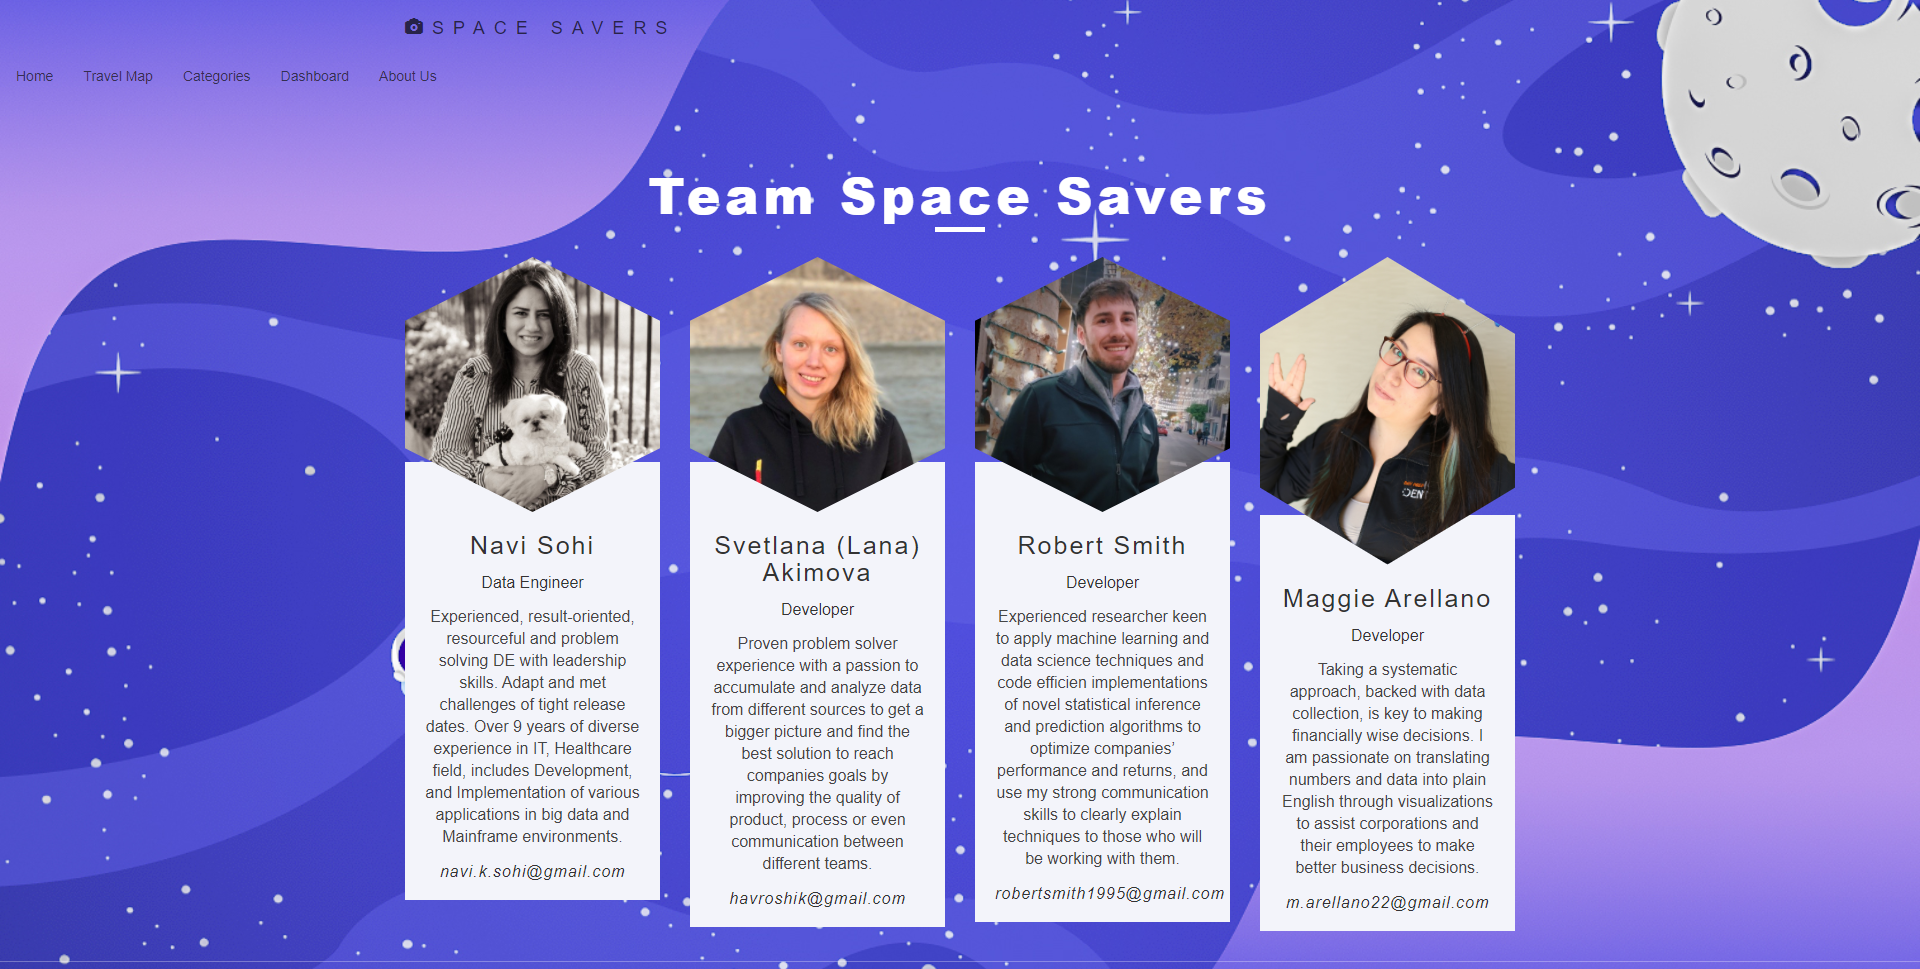 SPACE SAVERS
Home Travel Map Categories Dashboard About Us
Team Space Savers
Navi Sohi
Data Engineer
Experienced, result-oriented,
resourceful and problem
solving DE with leadership
skills. Adapt and met
challenges of tight release
dates. Over 9 years of diverse
experience in IT, Healthcare
field, includes Development,
and Implementation of various
applications in big data and
Mainframe environments.
navi.k.sohi@gmail.com
Svetlana (Lana)
Akimova
Developer
Proven problem solver
experience with a passion to
accumulate and analyze data
from different sources to get a
bigger picture and find the
best solution to reach
companies goals by
improving the quality of
product, process or even
communication between
different teams.
havroshik@gmail.com
Robert Smith
Developer
Experienced researcher keen
to apply machine learning and
data science techniques and
code efficien implementations
of novel statistical inference
and prediction algorithms to
optimize companies’
performance and returns, and
use my strong communication
skills to clearly explain
techniques to those who will
be working with them.
robertsmith1995@gmail.com
Maggie Arellano
Developer
Taking a systematic
approach, backed with data
collection, is key to making
financially wise decisions. I
am passionate on translating
numbers and data into plain
English through visualizations
to assist corporations and
their employees to make
better business decisions.
m.arellano22@gmail.com